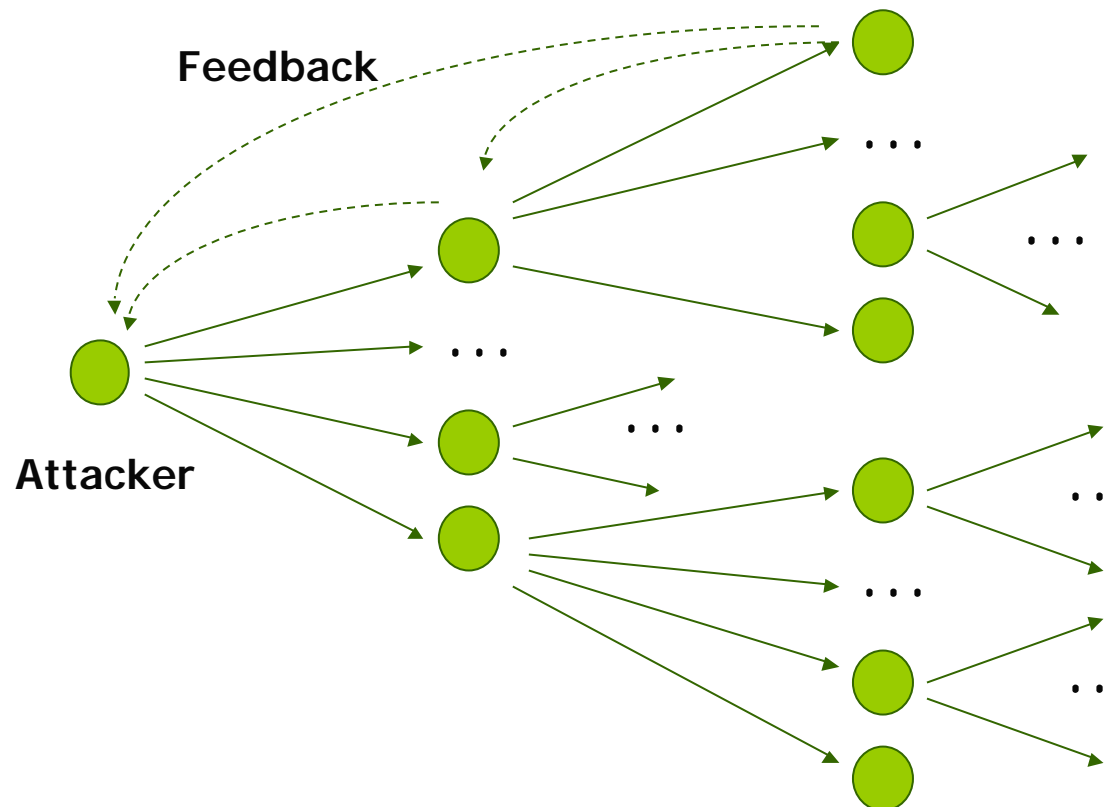 Feedback
. . .
. . .
. . .
. . .
Attacker
. .
. . .
. .